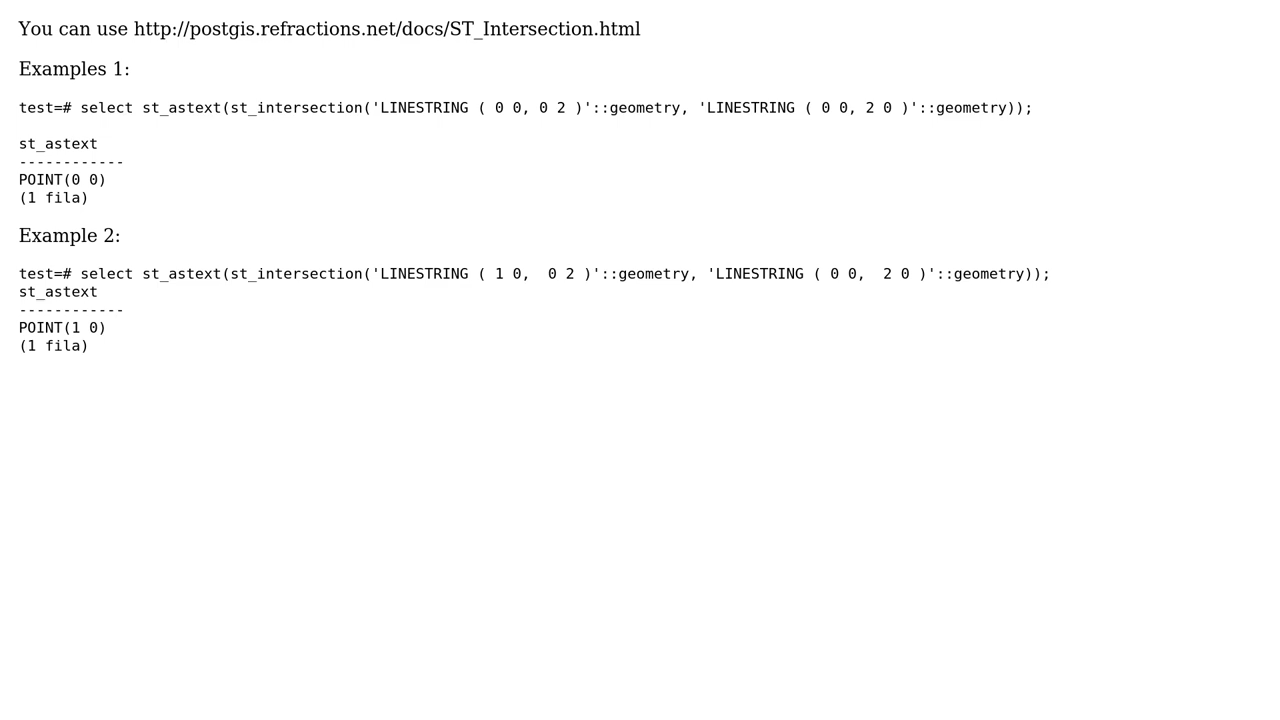 You can use http://postgis.refractions.net/docs/ST_Intersection.html
Examples 1:
test=# select st_astext(st_intersection('LINESTRING ( 0 0, 0 2 )'::geometry, 'LINESTRING ( 0 0, 2 0 )'::geometry));
st_astext
------------
POINT(0 0)
(1 fila)
Example 2:
test=# select st_astext(st_intersection('LINESTRING ( 1 0,  0 2 )'::geometry, 'LINESTRING ( 0 0,  2 0 )'::geometry));
st_astext
------------
POINT(1 0)
(1 fila)